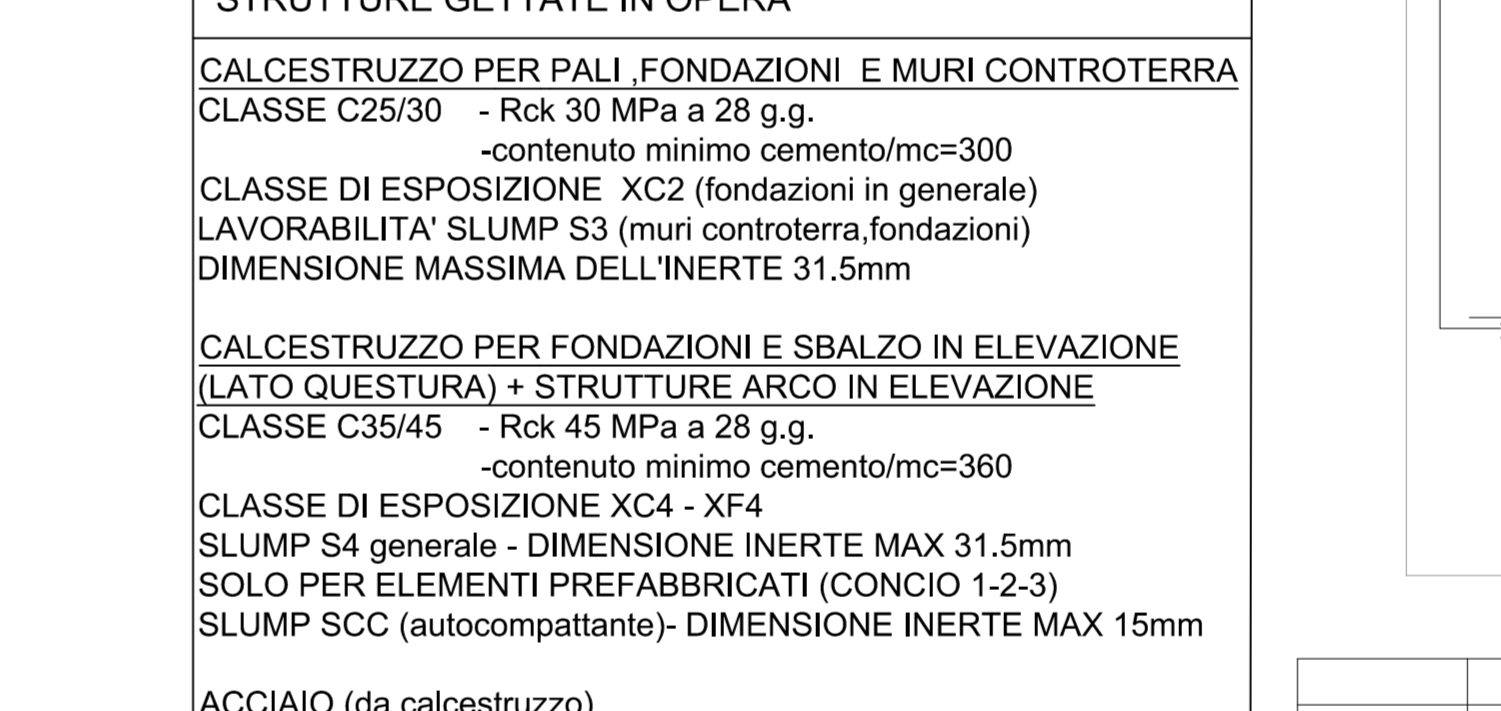 STRUTTURE GETTATE IN OPERA
CALCESTRUZZO PER PALI ,FONDAZIONI E MURI CONTROTERRA
CLASSE C25/30 - Rck 30 MPa a 28 g.g.
-contenuto minimo cemento/mc=300
CLASSE DI ESPOSIZIONE XC2 (fondazioni in generale)
LAVORABILITA' SLUMP S3 (muri controterra,fondazioni)
DIMENSIONE MASSIMA DELL'INERTE 31.5mm
CALCESTRUZZO PER FONDAZIONI E SBALZO IN ELEVAZIONE
(LATO QUESTURA) + STRUTTURE ARCO IN ELEVAZIONE
CLASSE C35/45 - Rck 45 MPa a 28 g.g.
-contenuto minimo cemento/mc=360
CLASSE DI ESPOSIZIONE XC4 - XF4
SLUMP S4 generale - DIMENSIONE INERTE MAX 31.5mm
SOLO PER ELEMENTI PREFABBRICATI (CONCIO 1-2-3)
SLUMP SCC (autocompattante)- DIMENSIONE INERTE MAX 15mm
ACCIAIO (da calcestruzzo)